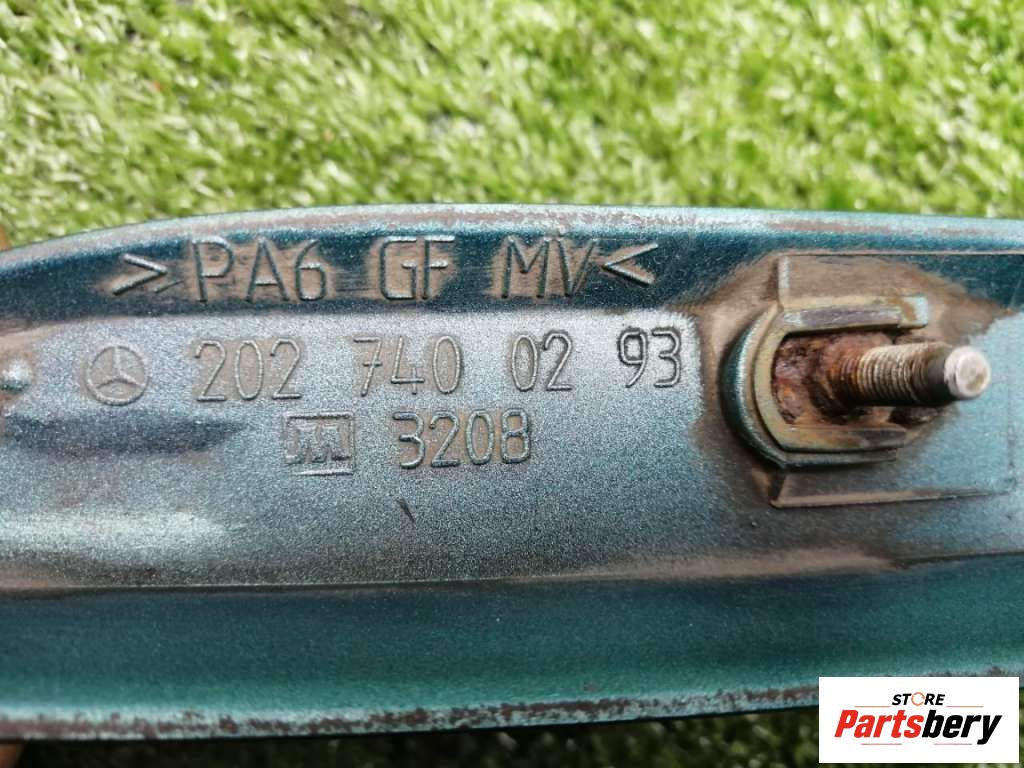 >PA6 GF MV<
202 740 02 93
3208
STORE
Partsbery